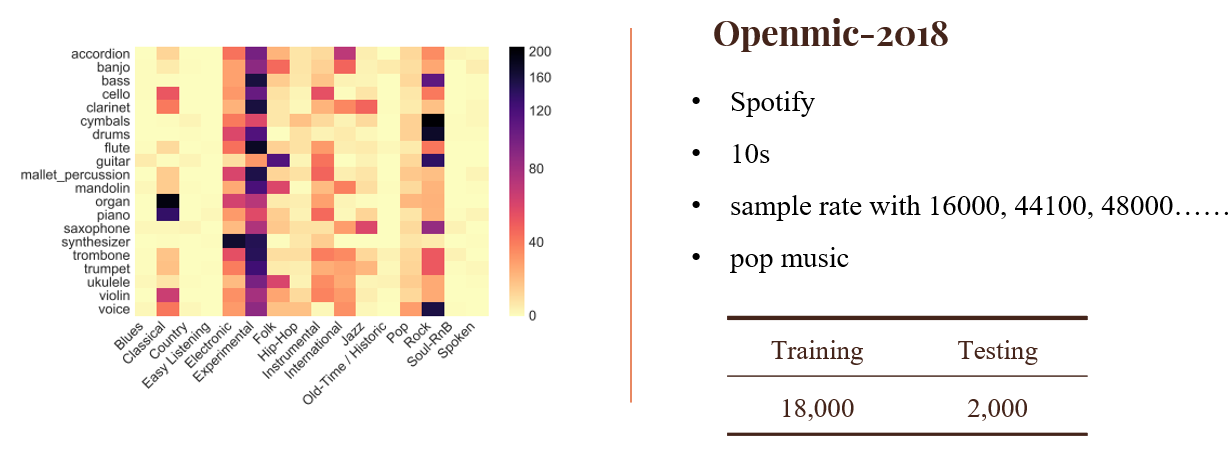 accordion
banjo
bass
cello
clarinet
cymbals
drums
flute
guitar
mallet_percussion
mandolin
organ
piano
saxophone
synthesizer
trombone
trumpet
ukulele
violin
voice
Blues
Classical
Country
Easy Listening
Electronic
Experimental
Folk
Hip-Hop
Instrumental
International
Jazz
Old-Time / Historic
Pop
Rock
Soul-RnB
Spoken
200
160
120
80
40
0
Openmic-2018
• Spotify
• 10s
• sample rate with 16000, 44100, 48000……
• pop music
Training Testing
18,000 2,000